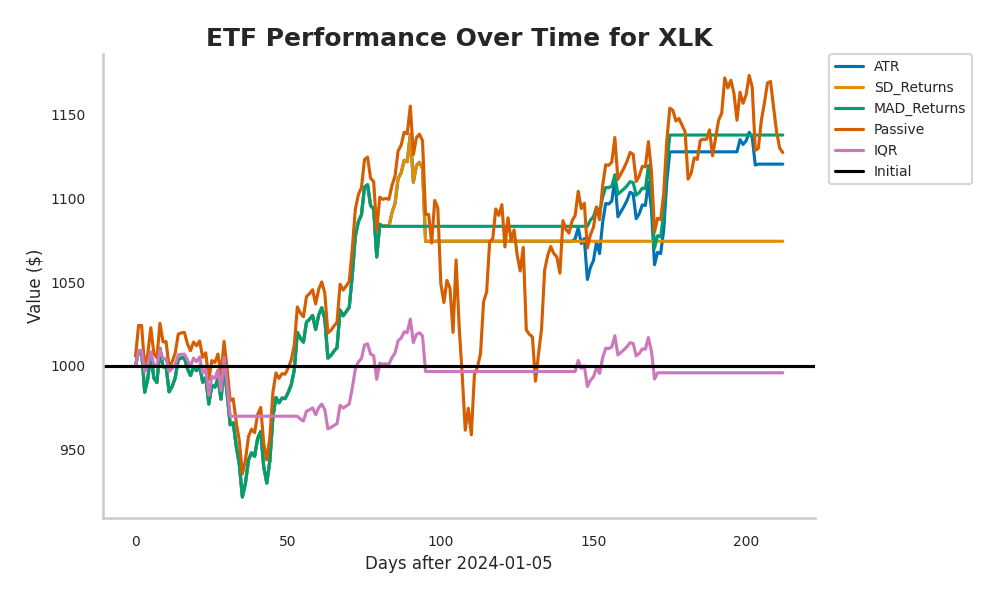 ETF Performance Over Time for XLK
ATR
SD_Returns
MAD_Returns
Passive
IQR
Initial
Value ($)
1150
1100
1050
1000
950
0 50 100 150 200
Days after 2024-01-05